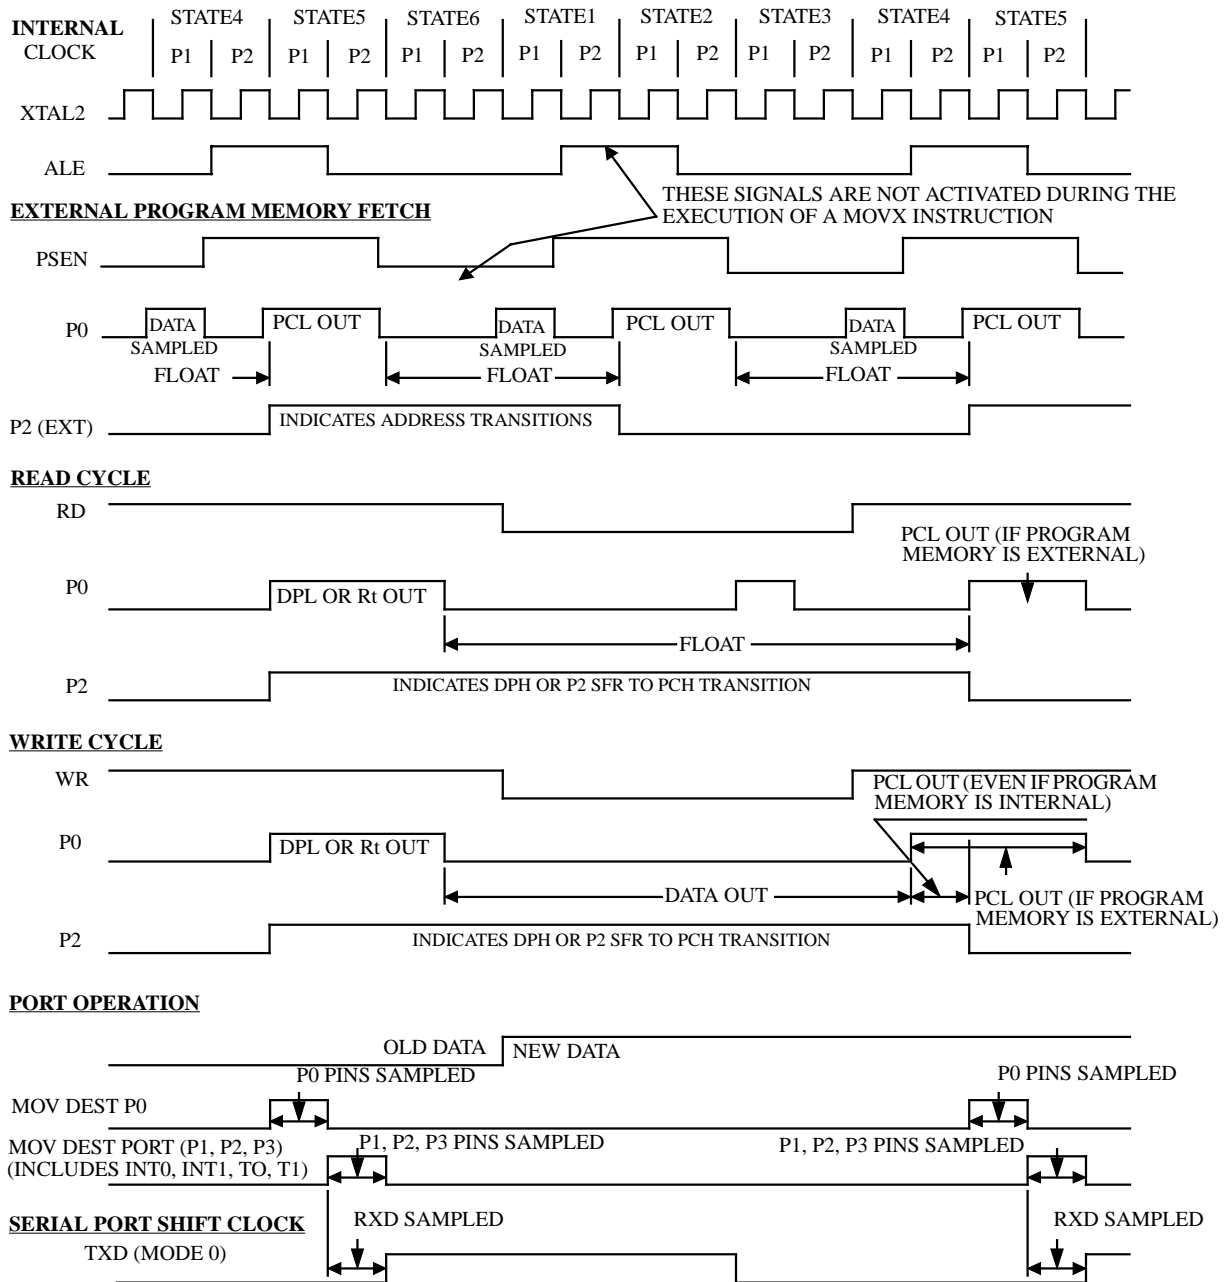 INTERNAL
CLOCK
STATE4 STATE5 STATE6 STATE1 STATE2 STATE3 STATE4 STATE5
P1 P2 P1 P2 P1 P2 P1 P2 P1 P2 P1 P2 P1 P2 P1 P2
XTAL2
ALE
THESE SIGNALS ARE NOT ACTIVATED DURING THE
EXECUTION OF A MOVX INSTRUCTION
EXTERNAL PROGRAM MEMORY FETCH
PSEN
P0
DATA PCL OUT DATA PCL OUT DATA PCL OUT
SAMPLED SAMPLED SAMPLED
FLOAT FLOAT FLOAT
P2 (EXT)
INDICATES ADDRESS TRANSITIONS
READ CYCLE
RD
PCL OUT (IF PROGRAM
MEMORY IS EXTERNAL)
P0
DPL OR Rt OUT
FLOAT
P2
INDICATES DPH OR P2 SFR TO PCH TRANSITION
WRITE CYCLE
WR
PCL OUT (EVEN IF PROGRAM
MEMORY IS INTERNAL)
P0
DPL OR Rt OUT
DATA OUT
PCL OUT (IF PROGRAM
MEMORY IS EXTERNAL)
P2
INDICATES DPH OR P2 SFR TO PCH TRANSITION
PORT OPERATION
OLD DATA NEW DATA
P0 PINS SAMPLED P0 PINS SAMPLED
MOV DEST P0
MOV DEST PORT (P1, P2, P3)
(INCLUDES INT0, INT1, TO, T1)
P1, P2, P3 PINS SAMPLED P1, P2, P3 PINS SAMPLED
SERIAL PORT SHIFT CLOCK
RXD SAMPLED RXD SAMPLED
TXD (MODE 0)